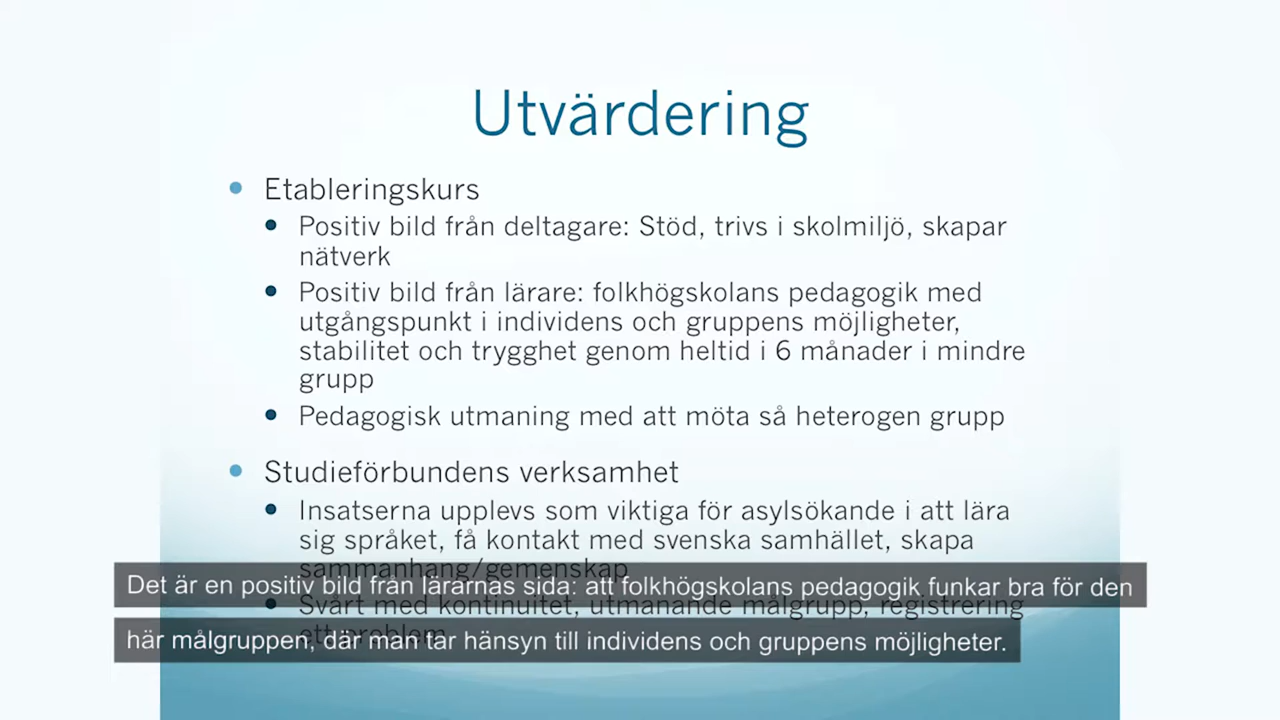 Utvärdering
Etableringskurs
Positiv bild från deltagare: Stöd, trivs i skolmiljö, skapar
nätverk
Positiv bild från lärare: folkhögskolans pedagogik med
utgångspunkt i individens och gruppens möjligheter,
stabilitet och trygghet genom heltid i 6 månader i mindre
grupp
Pedagogisk utmaning med att möta så heterogen grupp
Studieförbundens verksamhet
Insatserna upplevs som viktiga för asylsökande i att lära
sig språket, få kontakt med svenska samhället, skapa
sammanhang/gemenskap
Svårt med kontinuitet, utmanande målgrupp, registrering
ett problem
Det är en positiv bild från lärarnas sida: att folkhögskolans pedagogik funkar bra för den
här målgruppen, där man tar hänsyn till individens och gruppens möjligheter.